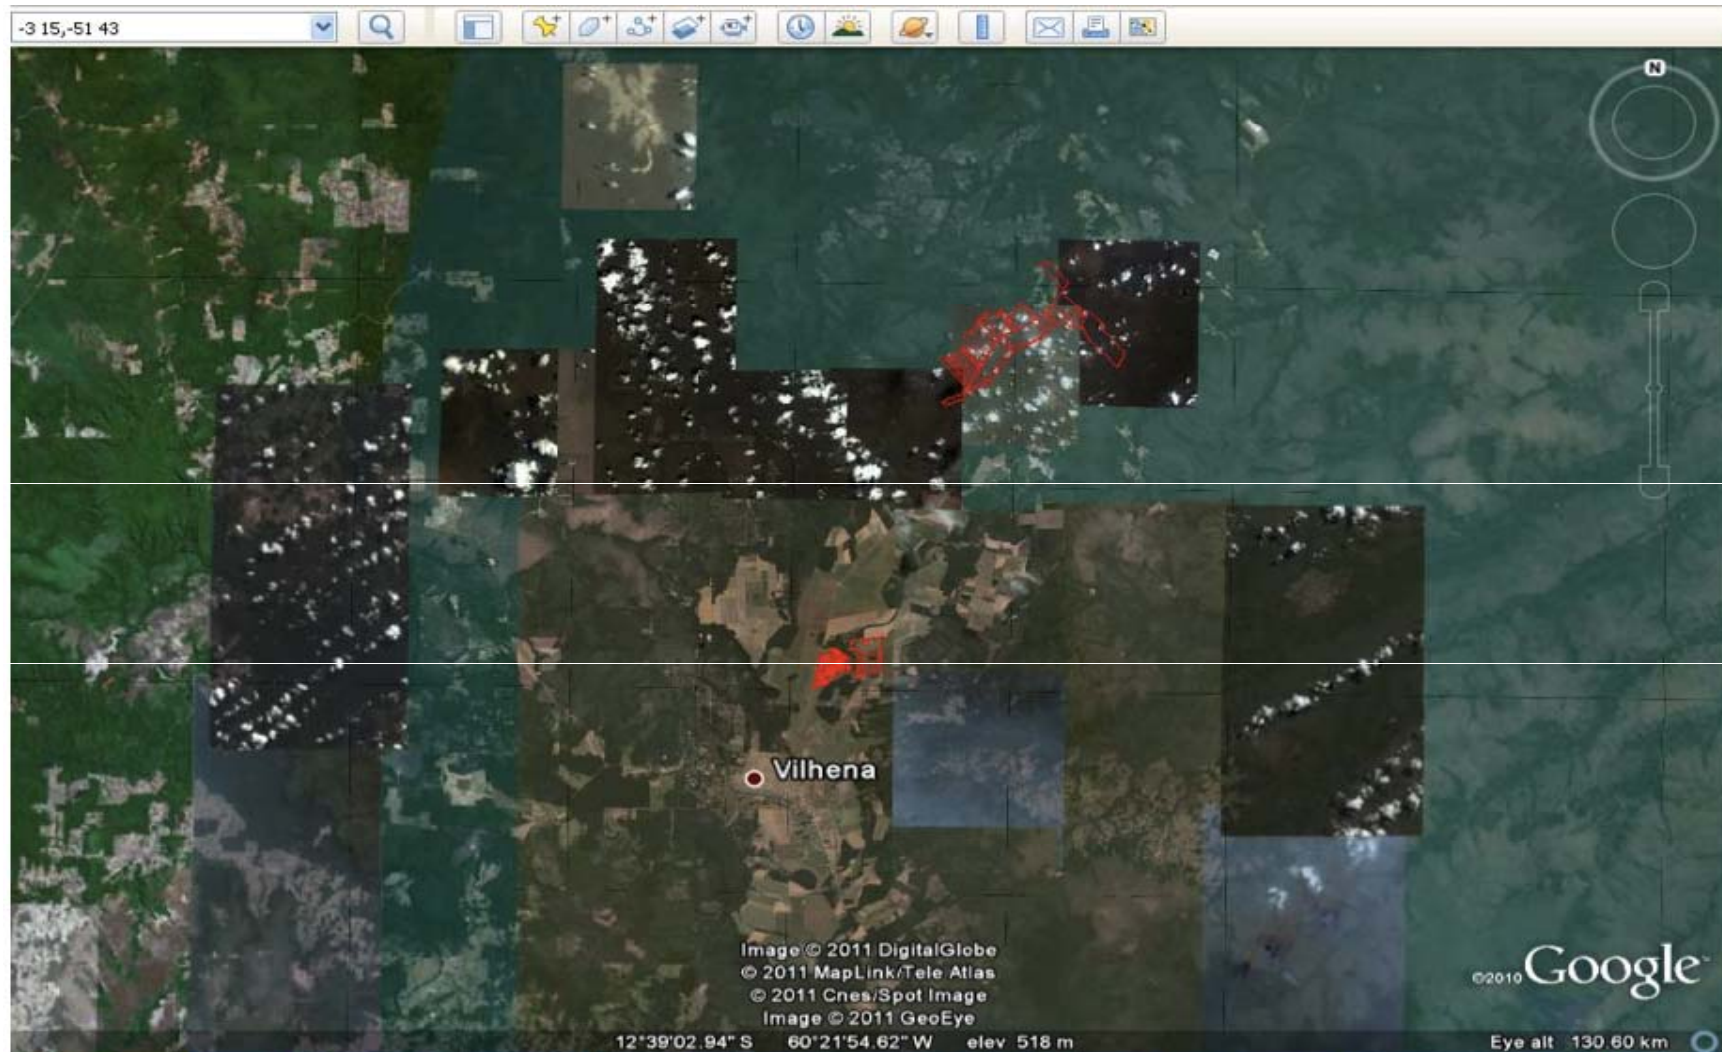 -3 15,-51 43
N
Vilhena
Image © 2011 DigitalGlobe
© 2011 MapLink/Tele Atlas
© 2011 Cnes/Spot Image
Image © 2011 GeoEye
©2010 Google™
12°39'02.94" S 60°21'54.62" W elev 518 m
Eye alt 130.60 km